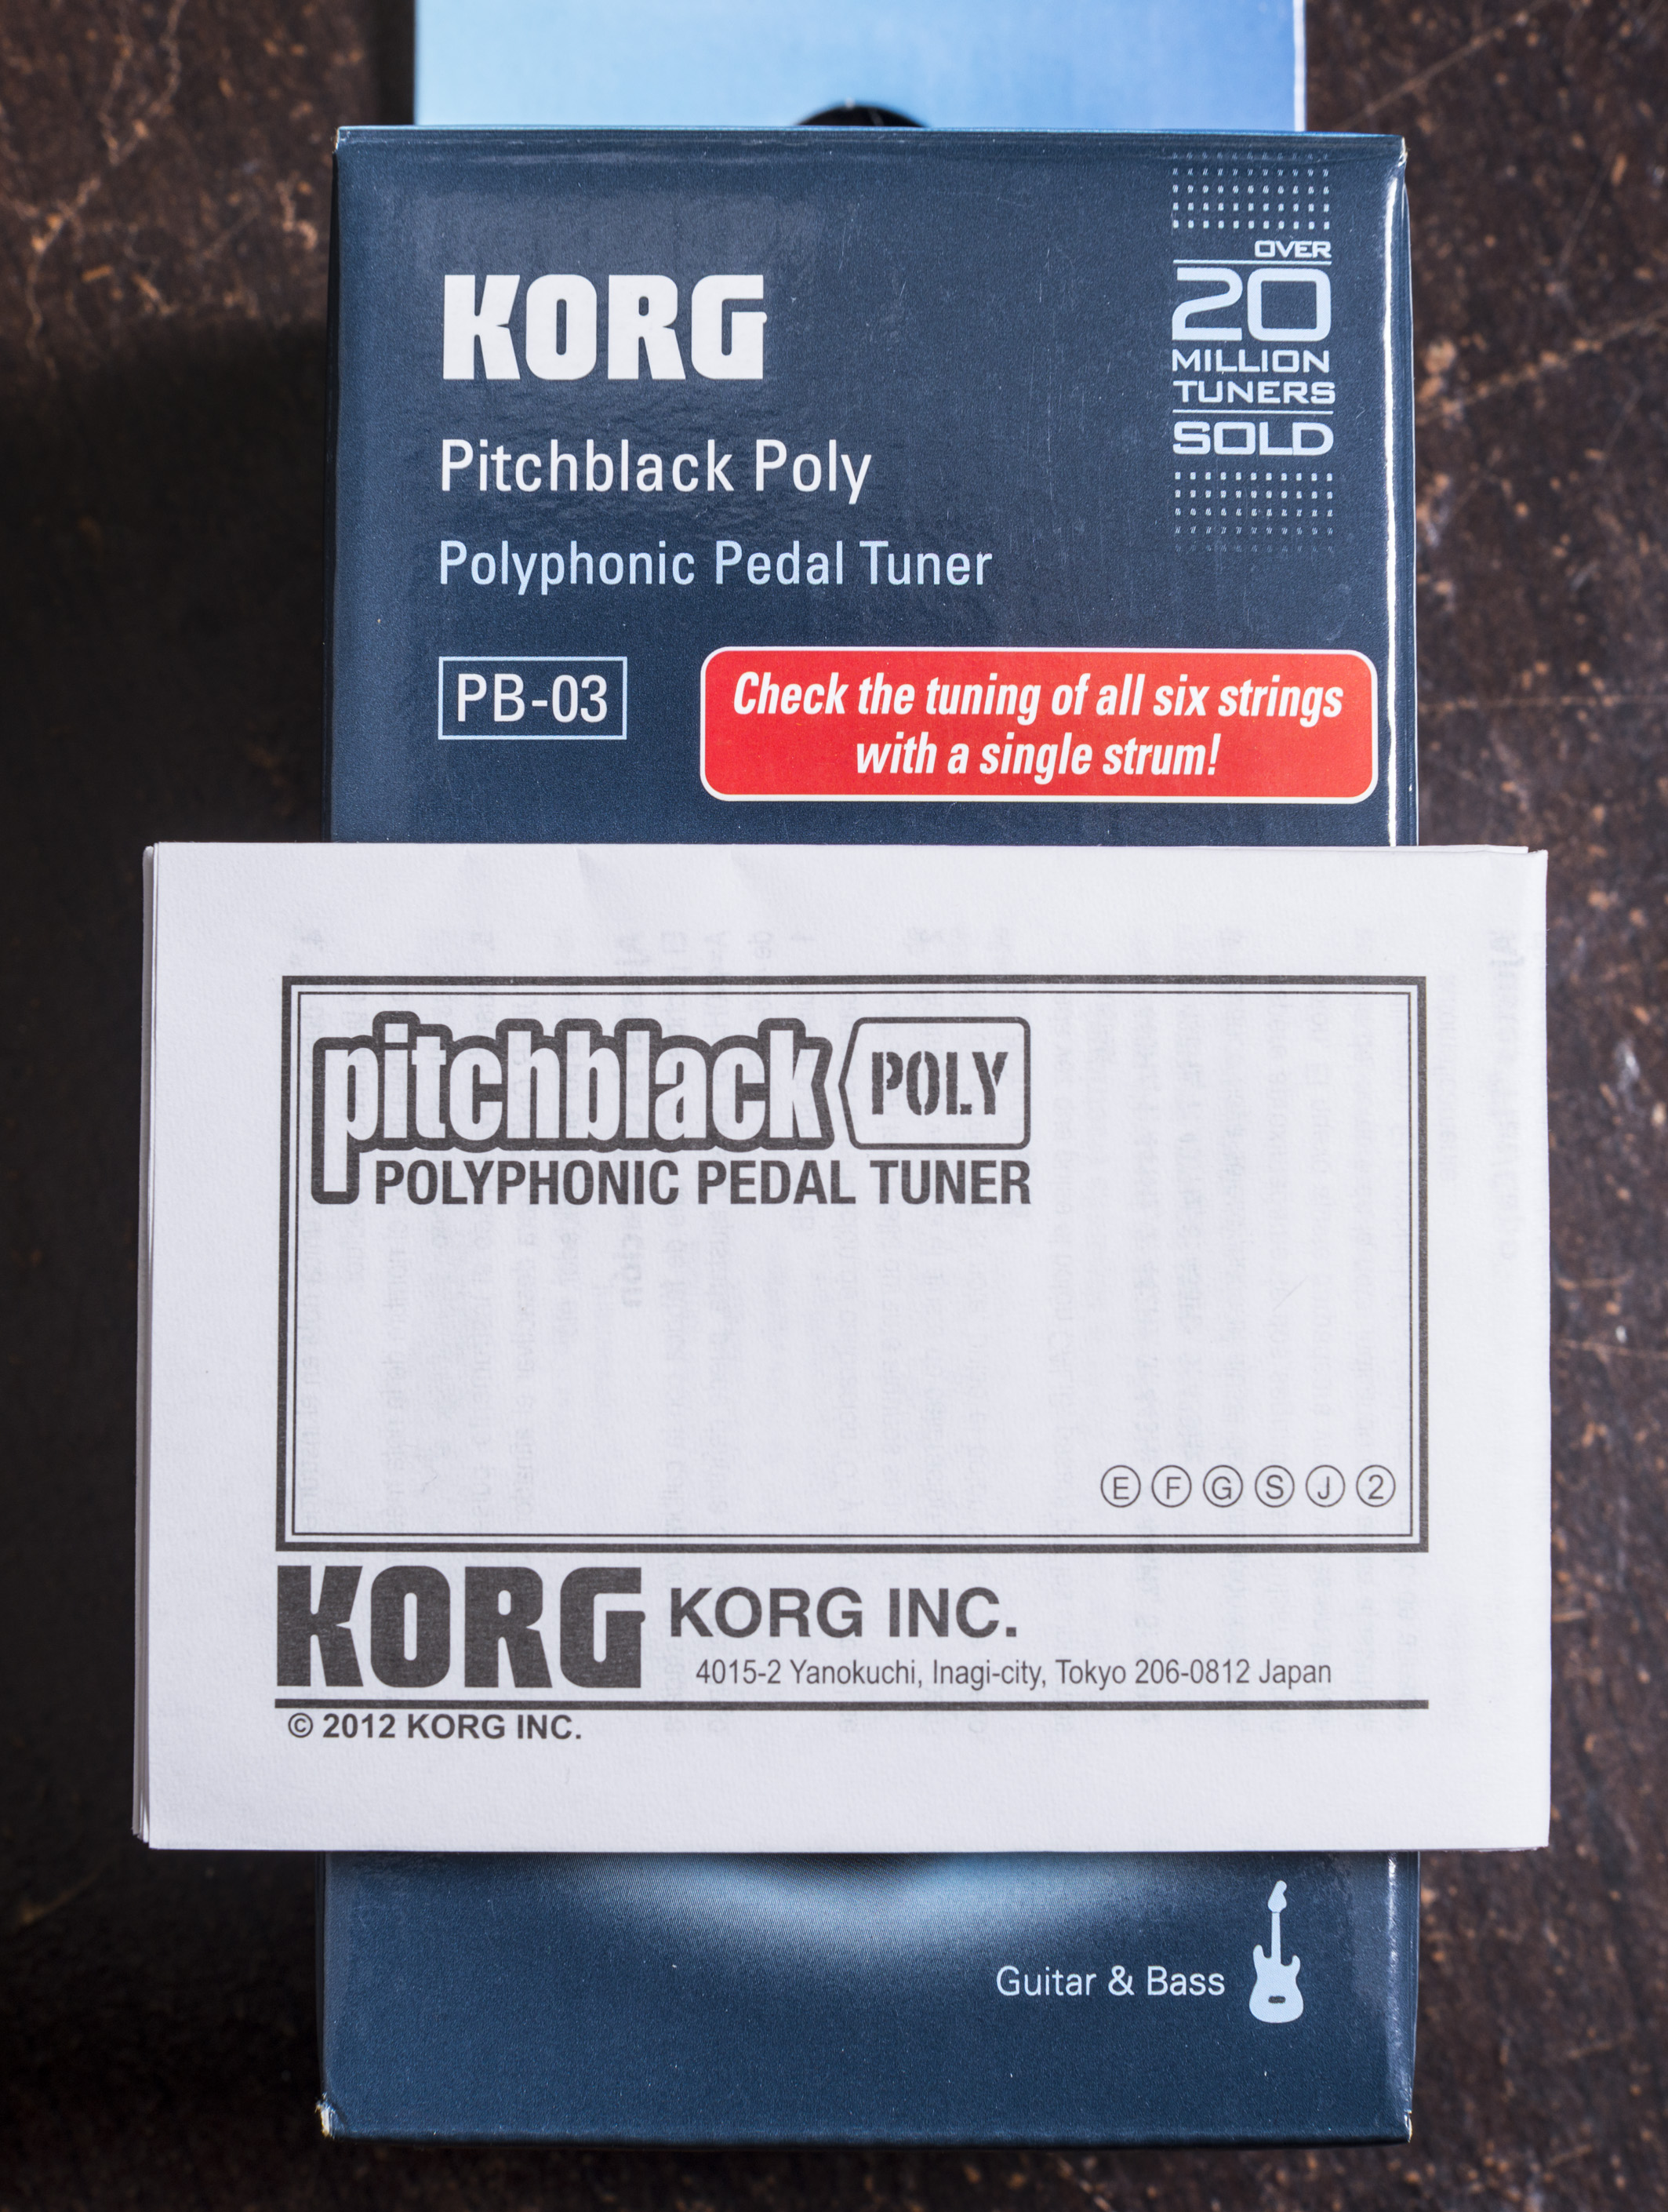 KORG
OVER
20
MILLION
TUNERS
SOLD
Pitchblack Poly
Polyphonic Pedal Tuner
PB-03
Check the tuning of all six strings
with a single strum!
pitchblack POLY
POLYPHONIC PEDAL TUNER
E F G S J 2
KORG KORG INC.
4015-2 Yanokuchi, Inagi-city, Tokyo 206-0812 Japan
© 2012 KORG INC.
Guitar & Bass